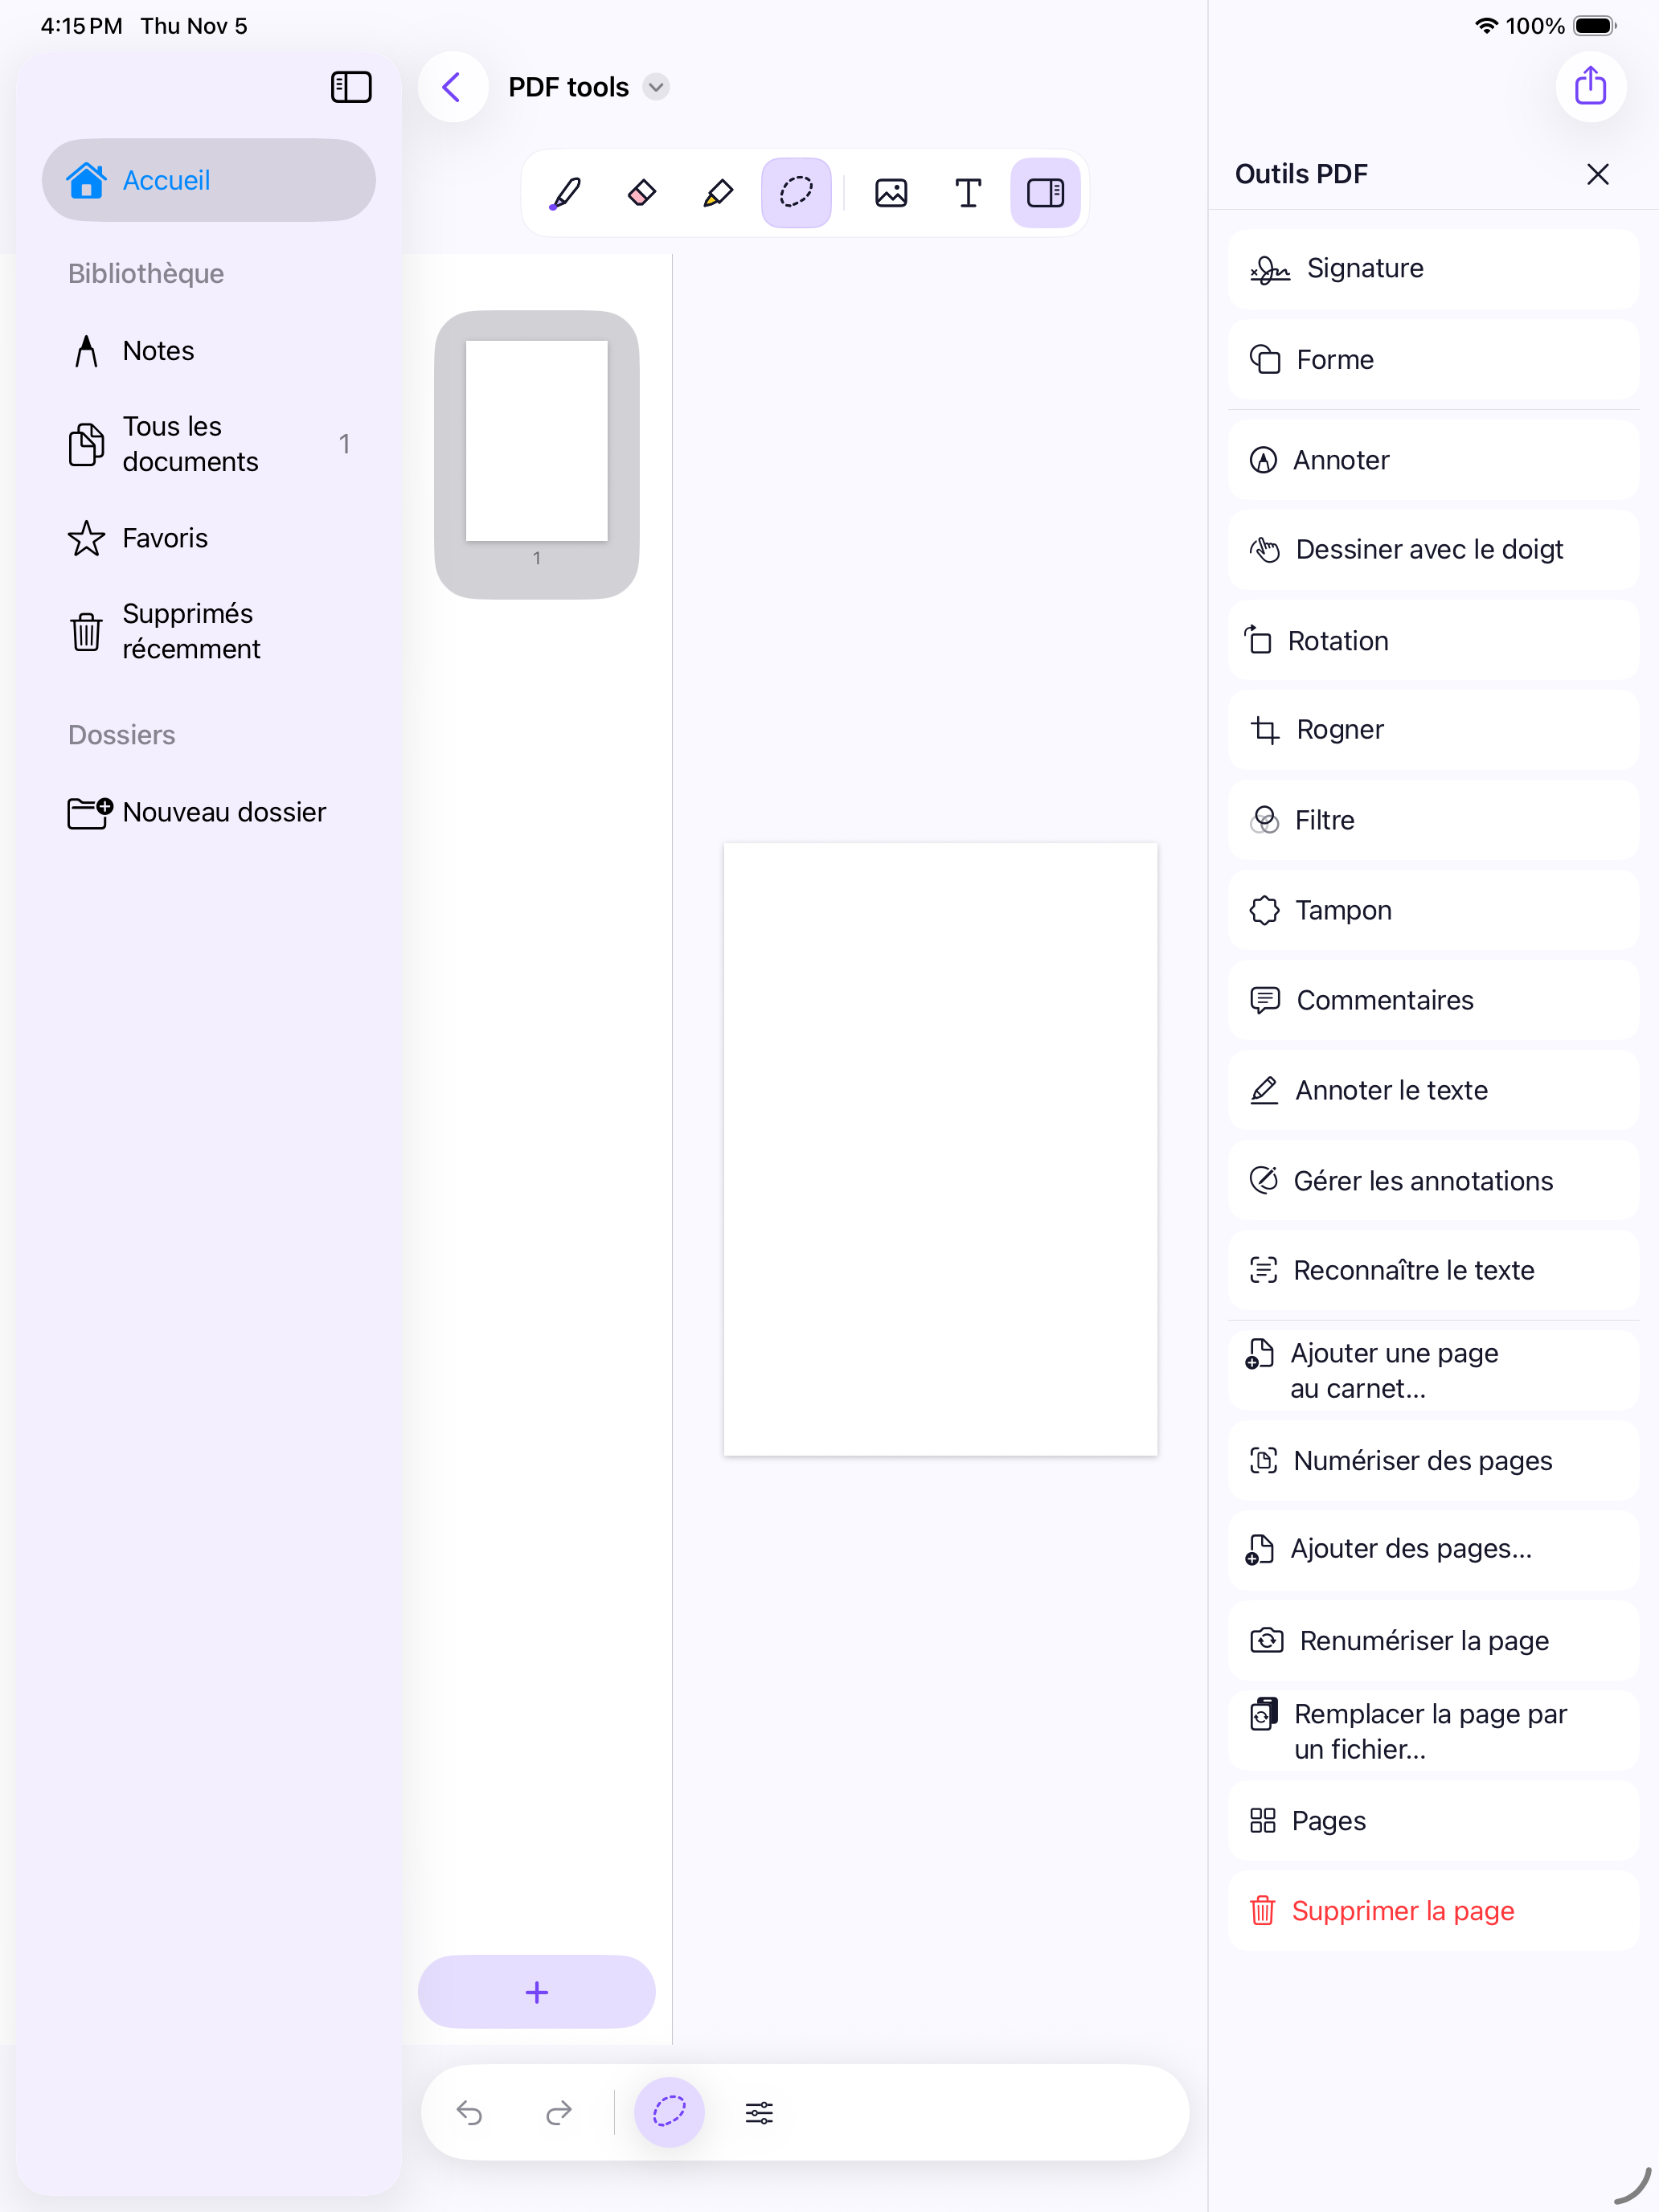 4:15 PM Thu Nov 5
100%
Accueil
Bibliothèque
Notes
Tous les
documents
1
Favoris
Supprimés
récemment
Dossiers
Nouveau dossier
PDF tools
T
1
Outils PDF
Signature
Forme
Annoter
Dessiner avec le doigt
Rotation
Rogner
Filtre
Tampon
Commentaires
Annoter le texte
Gérer les annotations
Reconnaître le texte
Ajouter une page
au carnet...
Numériser des pages
Ajouter des pages...
Renumériser la page
Remplacer la page par
un fichier...
Pages
Supprimer la page